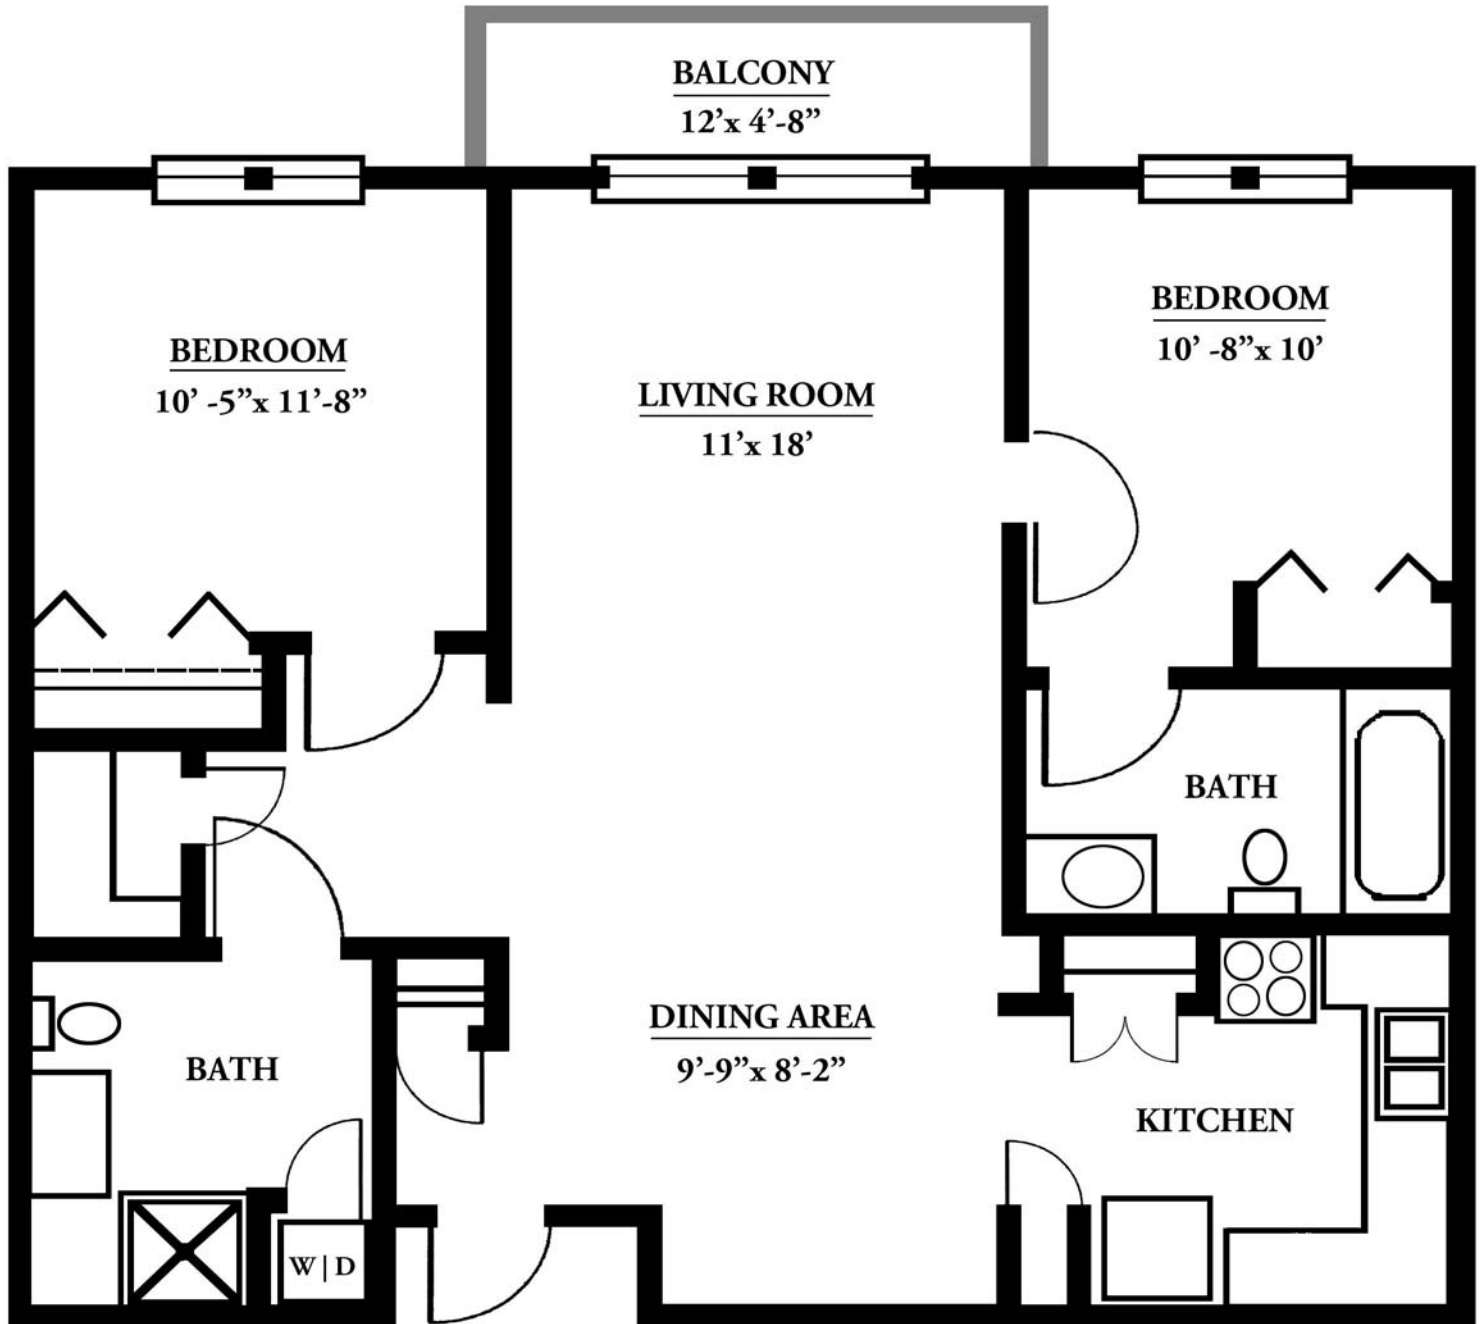 BALCONY
12’x 4’-8”
BEDROOM
10’ -8”x 10’
BEDROOM
10’ -5”x 11’-8”
LIVING ROOM
11’x 18’
BATH
DINING AREA
9’-9”x 8’-2”
BATH
KITCHEN
W|D